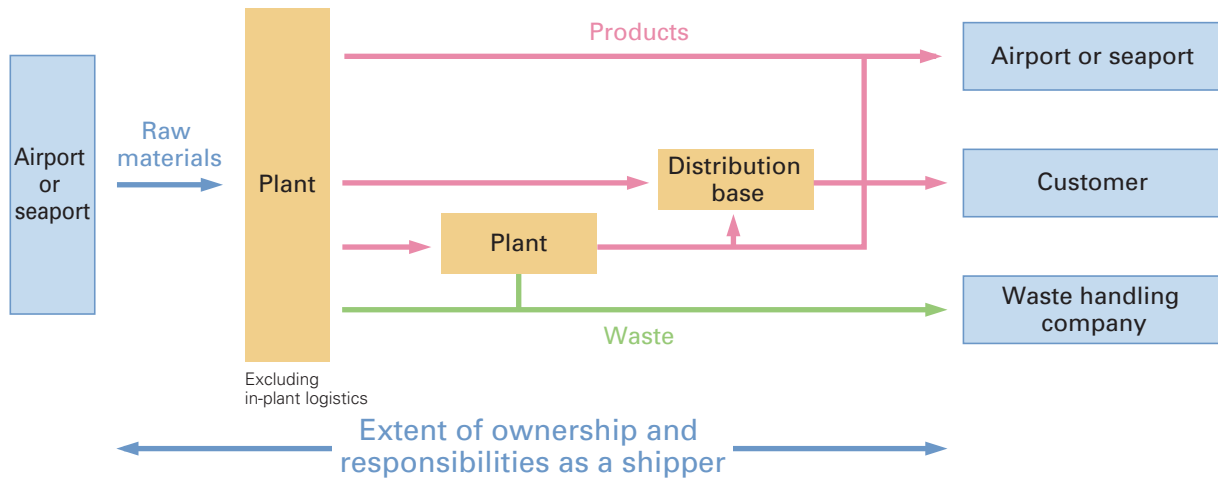 Products
Airport or seaport
Raw
materials
Airport
or
seaport
Plant
Distribution
base
Customer
Plant
Waste handling
company
Waste
Excluding
in-plant logistics
Extent of ownership and
responsibilities as a shipper